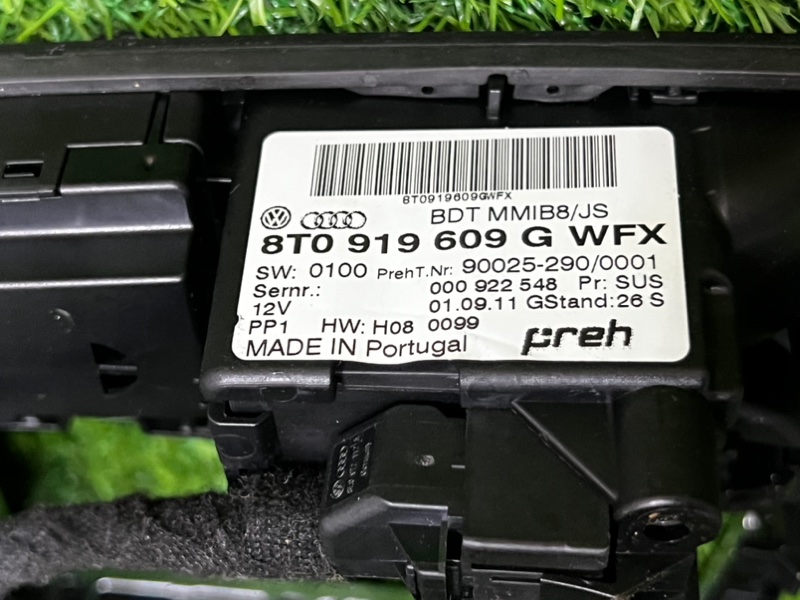 8T0919609GWFX
BDT MMIB8/JS
8T0 919 609 G WFX
SW: 0100 PrehT.Nr: 90025-290/0001
Sernr.: 000 922 548 Pr: SUS
12V 01.09.11 GStand: 26 S
PP1 HW: H08 0099
MADE IN Portugal preh